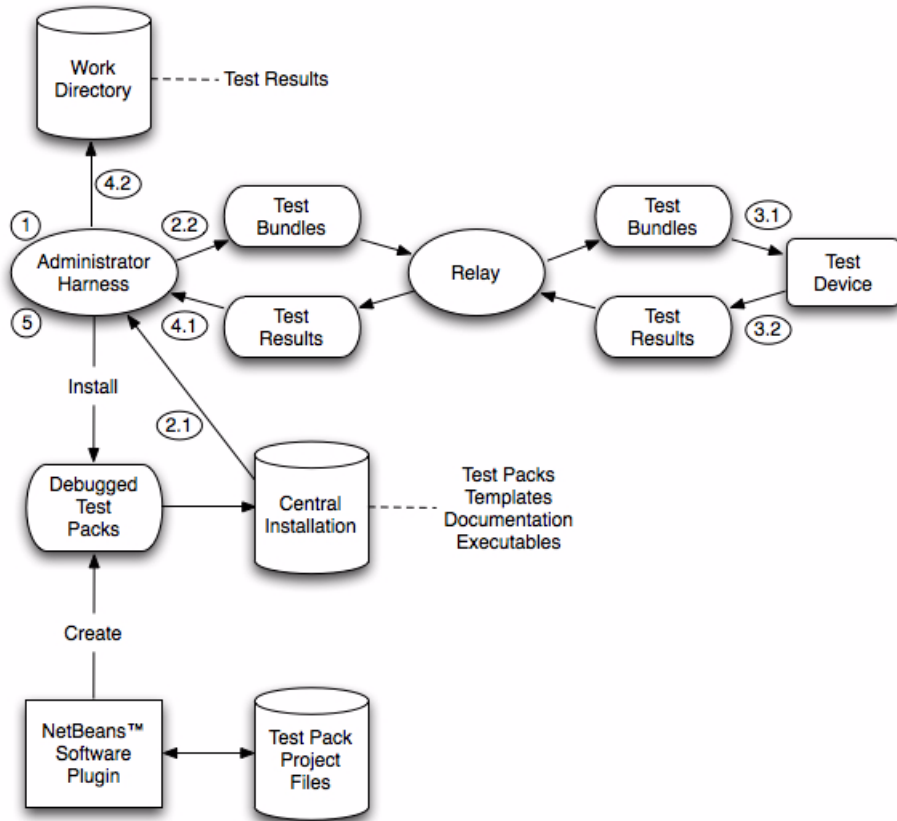 Work
Directory
Test Results
4.2
1
2.2
Test
Bundles
Test
Bundles
3.1
Administrator
Harness
Relay
Test
Device
5
4.1
Test
Results
Test
Results
3.2
Install
2.1
Debugged
Test
Packs
Central
Installation
Test Packs
Templates
Documentation
Executables
Create
NetBeans™
Software
Plugin
Test Pack
Project
Files